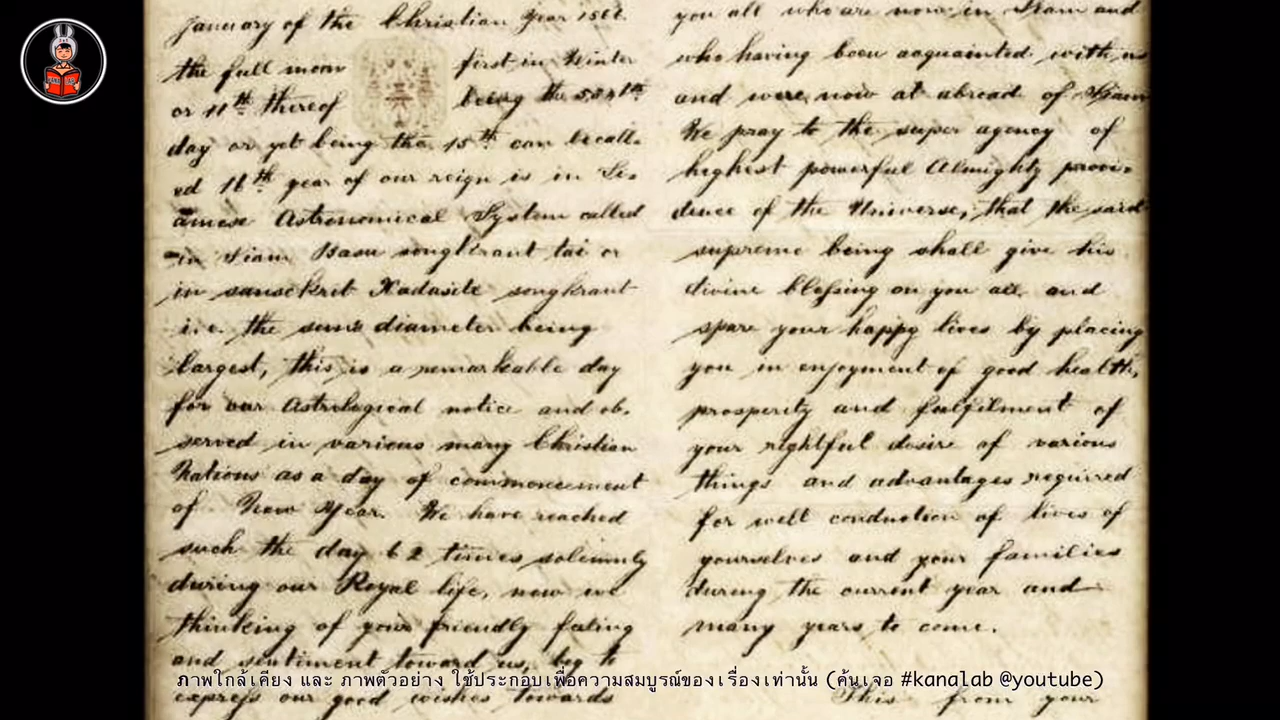 January of the Christian Year 1866.
the full moon first in Winter
or 11th thereof being the
day or yet being the 15th can be call-
ed 16th year of our reign is in Si-
amese Astronomical System called
in Siam songkrant tai or
in sansckrit songkrant
i.e. the sun's diameter being
largest, this is a remarkable day
for our Astrological notice and ob-
served in various many Christian
Nations as a day of commencement
of New Year. We have reached
such the day 62 times solemnly
during our Royal life, now we
thinking of your friendly feeling
and sentiment toward us, beg to
express our good wishes towards
you all who are now in Siam and
who having been aquainted with us
and were now at abroad of Siam
We pray to the super agency of
highest powerful Almighty provi-
dence of the Universe, that the said
supreme being shall give his
divine blessing on you all and
spare your happy lives by placing
you in enjoyment of good health,
prosperity and fulfilment of
your rightful desire of various
things and advantages required
for well conduction of lives of
yourselves and your families
during the current year and
many years to come.
This from your
ภาพใกล้เคียง และ ภาพตัวอย่าง ใช้ประกอบเพื่อความสมบูรณ์ของเรื่องเท่านั้น (ค้นเจอ #kanalab @youtube)